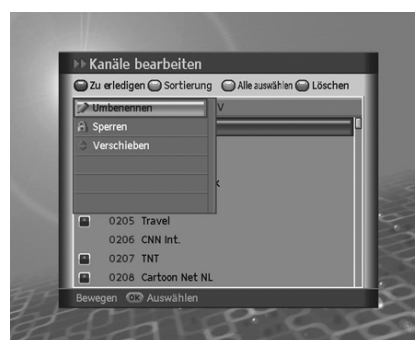 Kanäle bearbeiten
Zu erledigen Sortierung Alle auswählen Löschen
Umbenennen
Sperren
Verschieben
0205 Travel
0206 CNN Int.
0207 TNT
0208 Cartoon Net NL
Bewegen OK Auswählen